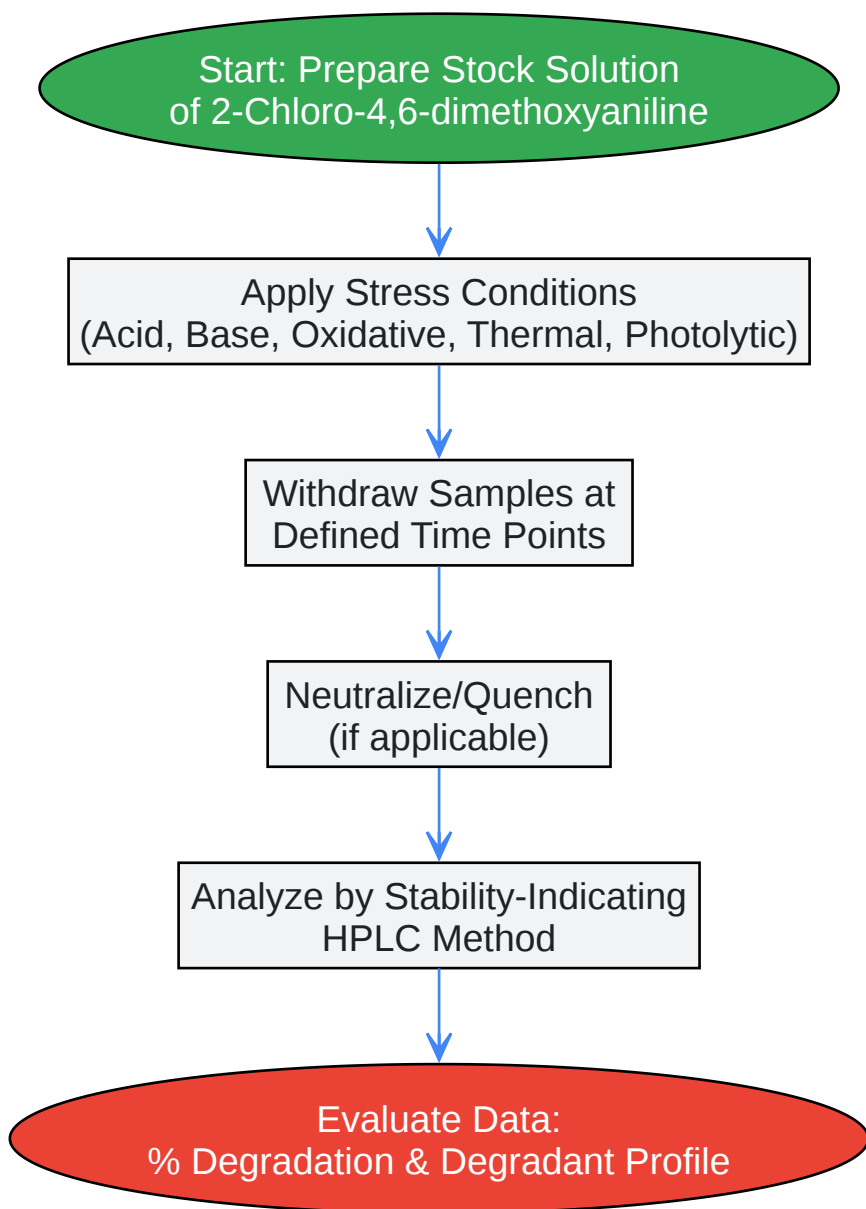 Start: Prepare Stock Solution
of 2-Chloro-4,6-dimethoxyaniline
Apply Stress Conditions
(Acid, Base, Oxidative, Thermal, Photolytic)
Withdraw Samples at
Defined Time Points
Neutralize/Quench
(if applicable)
Analyze by Stability-Indicating
HPLC Method
Evaluate Data:
% Degradation & Degradant Profile